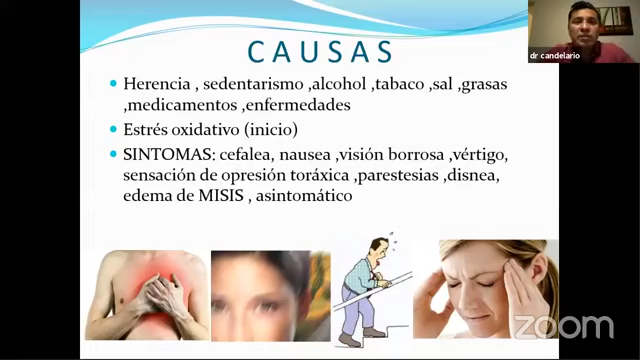 CAUSAS
Herencia , sedentarismo ,alcohol ,tabaco ,sal ,grasas
,medicamentos ,enfermedades
Estrés oxidativo (inicio)
SINTOMAS: cefalea, nausea ,visión borrosa ,vértigo,
sensación de opresión toráxica ,parestesias ,disnea,
edema de MISIS , asintomático
dr candelario
zoom